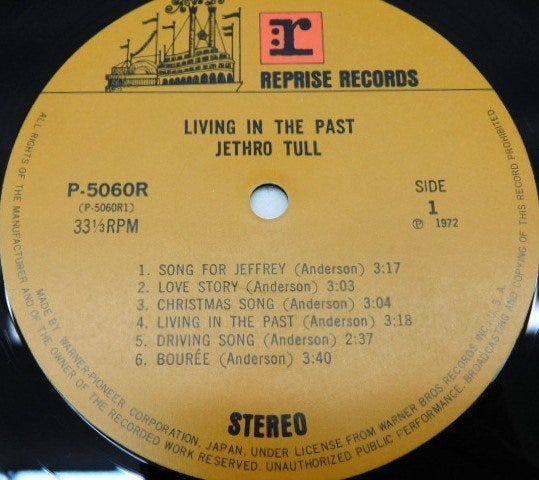 r
REPRISE RECORDS
LIVING IN THE PAST
JETHRO TULL
P-5060R
(P-5060R1)
33⅓RPM
SIDE
1
Ⓟ 1972
1. SONG FOR JEFFREY (Anderson) 3:17
2. LOVE STORY (Anderson) 3:03
3. CHRISTMAS SONG (Anderson) 3:04
4. LIVING IN THE PAST (Anderson) 3:18
5. DRIVING SONG (Anderson) 2:37
6. BOURÉE (Anderson) 3:40
STEREO
MADE BY WARNER-PIONEER CORPORATION, JAPAN, UNDER LICENSE FROM WARNER BROS. RECORDS INC., U.S.A.
ALL RIGHTS OF THE MANUFACTURER AND OF THE OWNER OF THE RECORDED WORK RESERVED. UNAUTHORIZED PUBLIC PERFORMANCE, BROADCASTING AND COPYING OF THIS RECORD PROHIBITED.